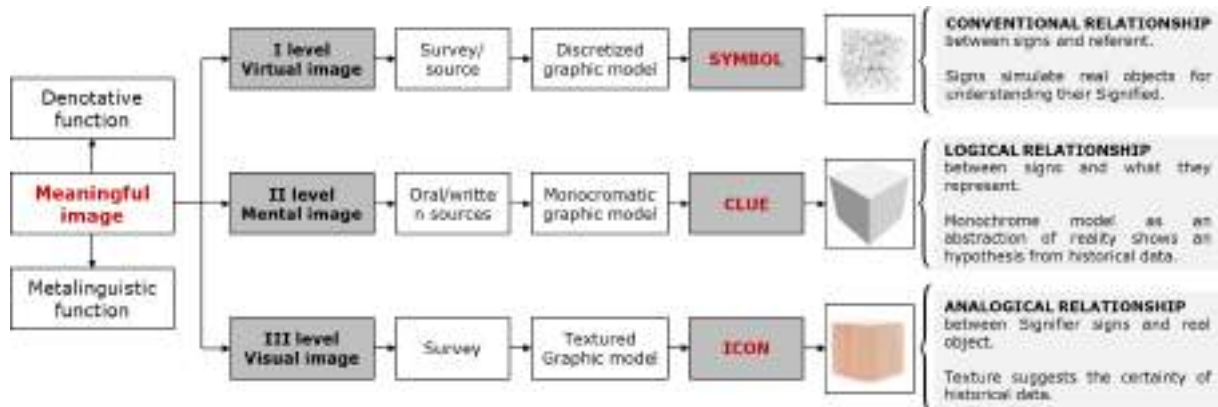 Denotative
function
Meaningful
image
Metalinguistic
function
I level
Virtual image
Survey/
source
Discretized
graphic model
SYMBOL
CONVENTIONAL RELATIONSHIP
between signs and referent.
Signs simulate real objects for
understanding their Signified.
II level
Mental image
Oral/writte
n sources
Monocromatic
graphic model
CLUE
LOGICAL RELATIONSHIP
between signs and what they
represent.
Monochrome model as an
abstraction of reality shows an
hypothesis from historical data.
III level
Visual image
Survey
Textured
Graphic model
ICON
ANALOGICAL RELATIONSHIP
between Signifier signs and real
object.
Texture suggests the certainty of
historical data.